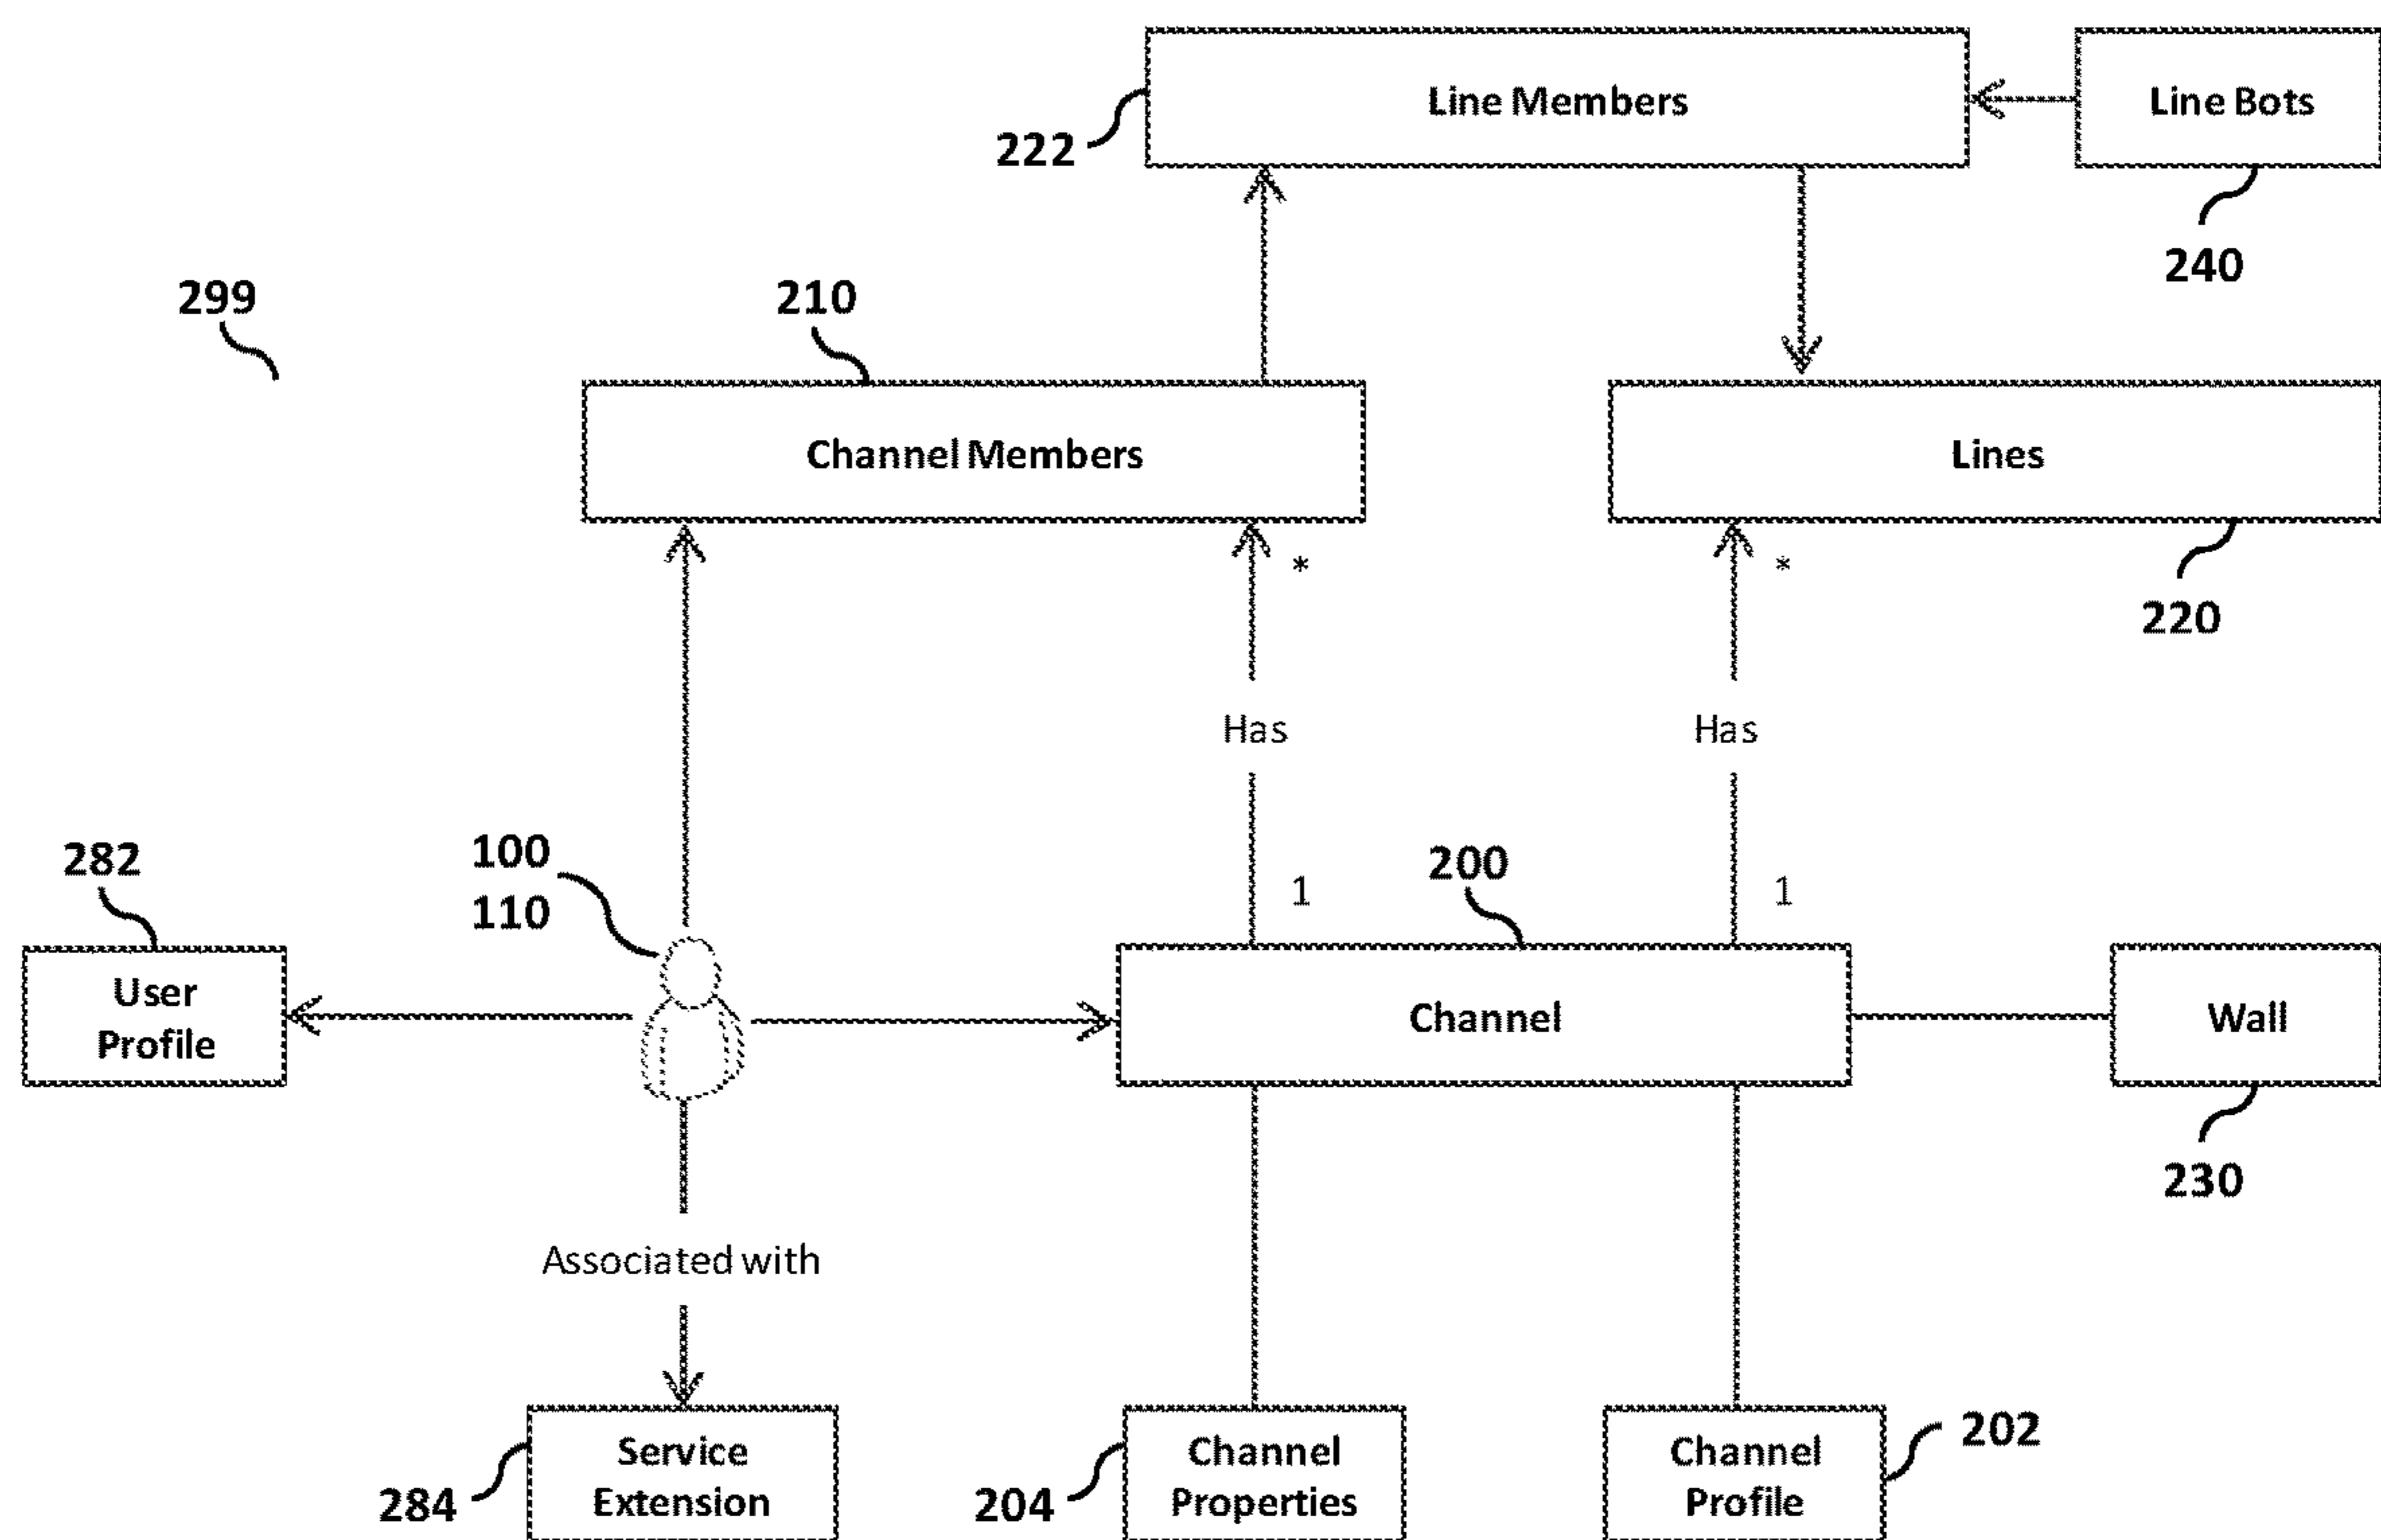 Line Members
Line Bots
222
240
299
210
Channel Members
Lines
*
*
220
Has
Has
282
100
110
200
1
1
User
Profile
Channel
Wall
230
Associated with
284
Service
Extension
204
Channel
Properties
Channel
Profile
202